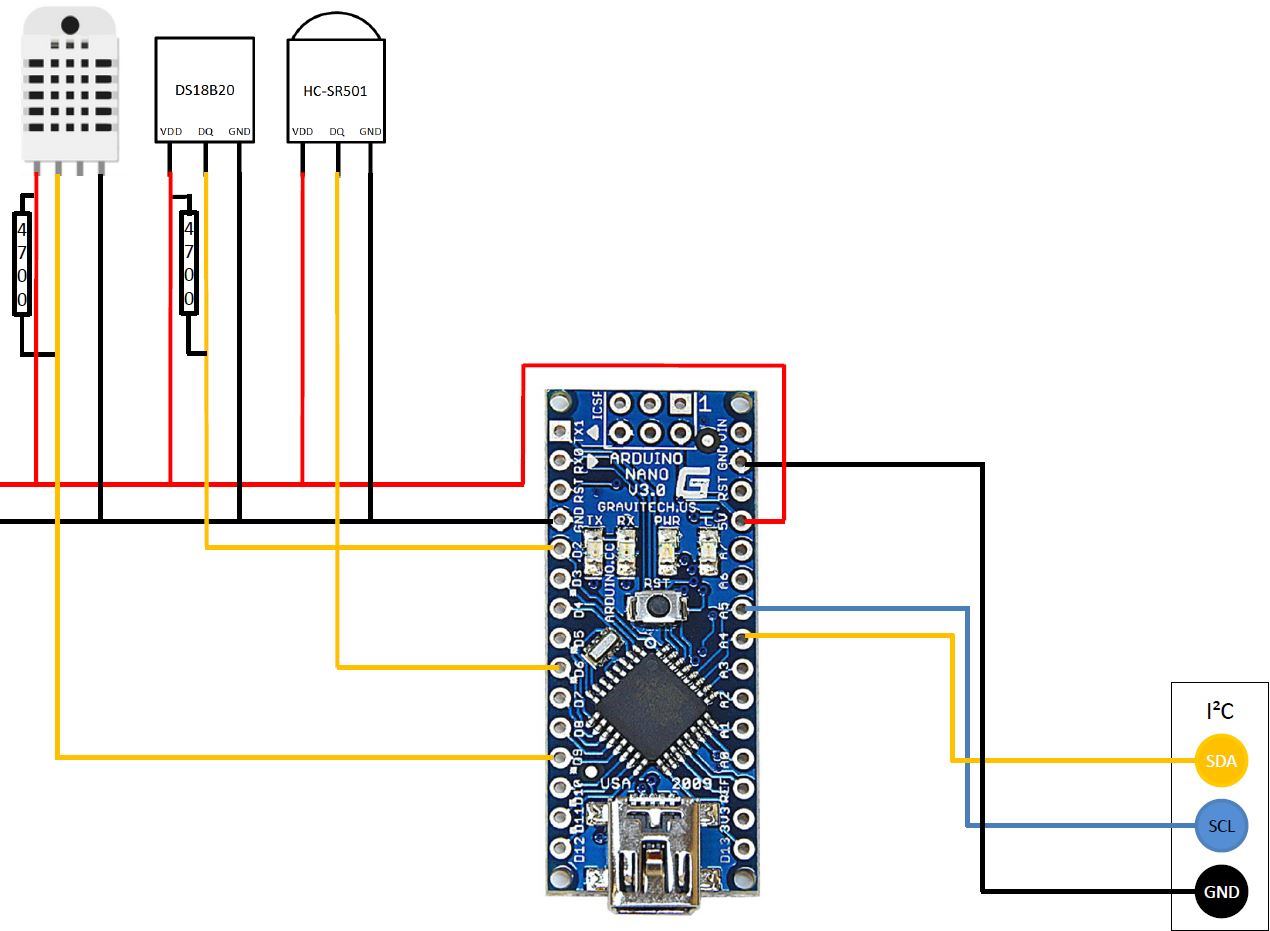 DS18B20
VDD DQ GND
HC-SR501
VDD DQ GND
4700
4700
ICSP
1
TX1
RX0
RST
GND
D2
D3
D4
D5
D6
D7
D8
D9
D10
D11
D12
ARDUINO
NANO
V3.0
GRAVITECH.US
TX RX PWR L
ARDUINO.CC
RST
USA 2009
VIN
GND
RST
5V
A7
A6
A5
A4
A3
A2
A1
A0
REF
3V3
D13
I²C
SDA
SCL
GND